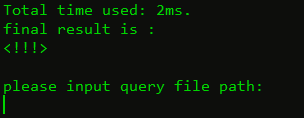 Total time used: 2ms.
final result is :
<!!!>
please input query file path: